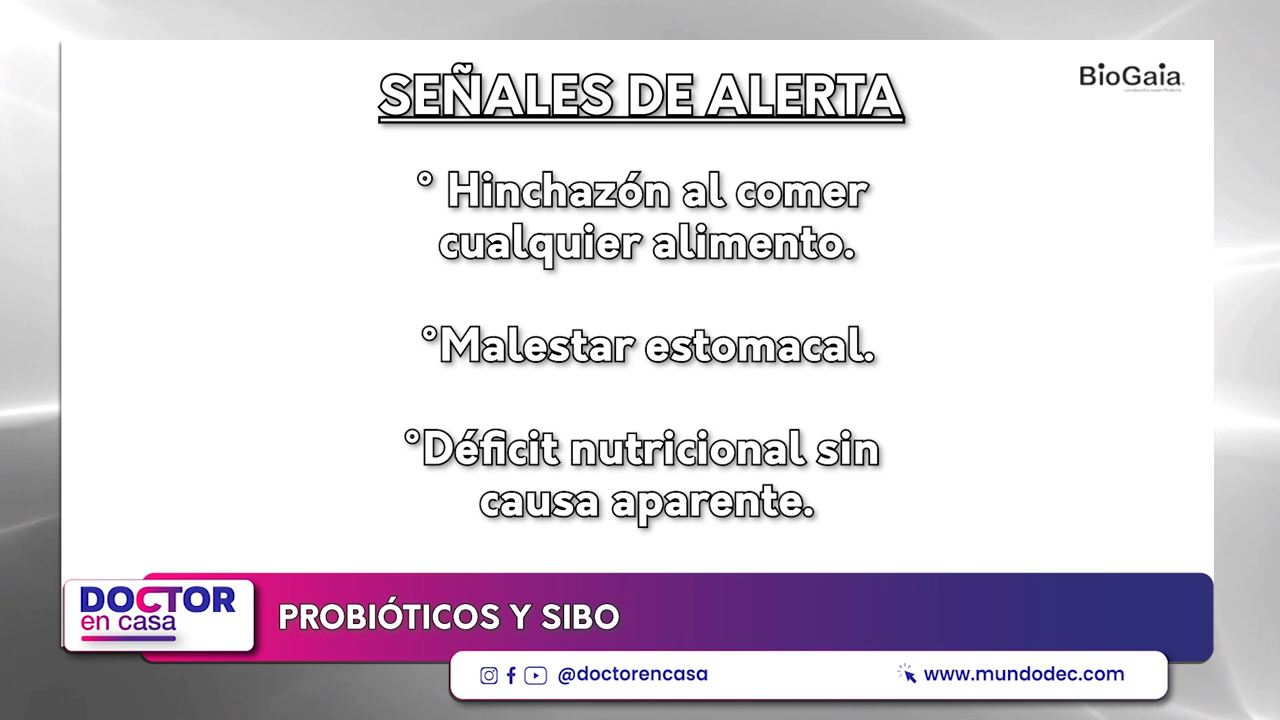 SEÑALES DE ALERTA
BioGaia
° Hinchazón al comer
cualquier alimento.
°Malestar estomacal.
°Déficit nutricional sin
causa aparente.
DOCTOR
en casa
PROBIÓTICOS Y SIBO
@doctorencasa
www.mundodec.com